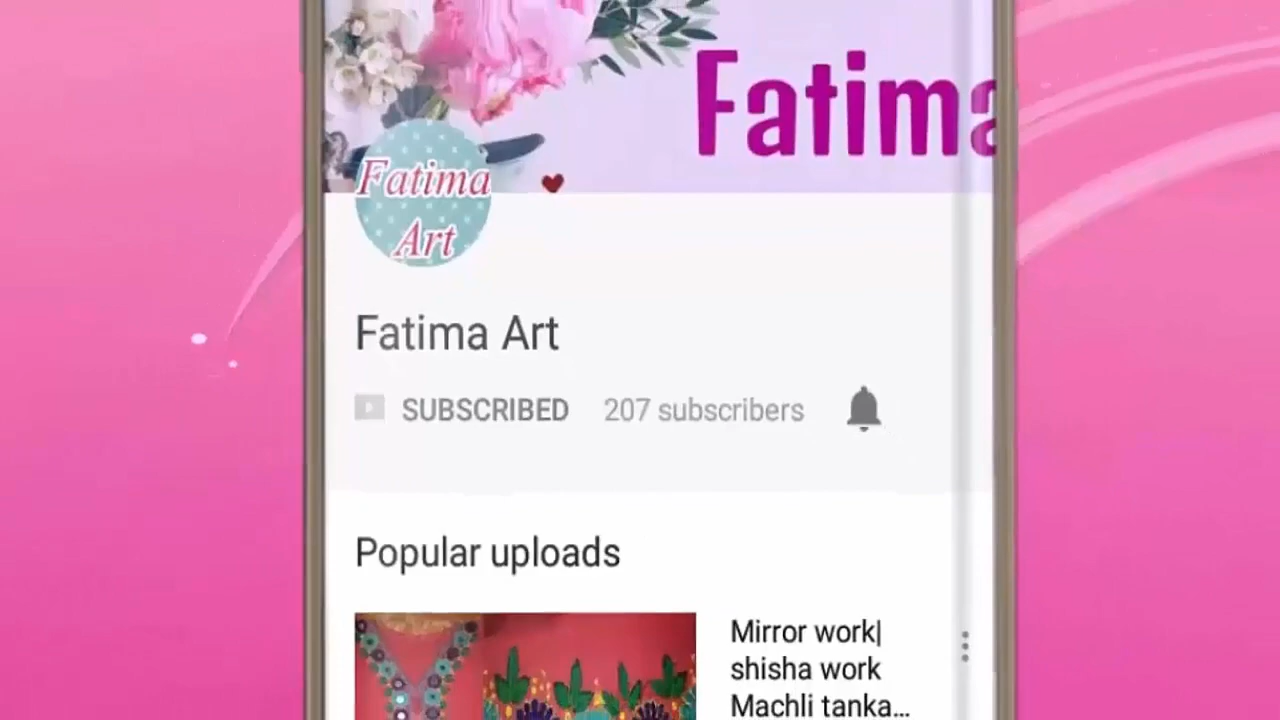 Fatima
Fatima
Art
Fatima Art
SUBSCRIBED 207 subscribers
Popular uploads
Mirror work|
shisha work
Machli tanka...